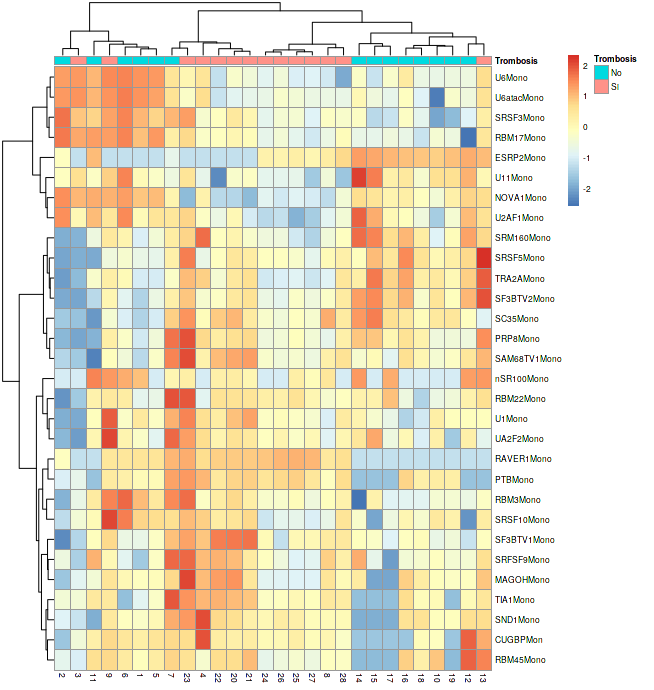 Trombosis
U6Mono
U6atacMono
SRSF3Mono
RBM17Mono
ESRP2Mono
U11Mono
NOVA1Mono
U2AF1Mono
SRM160Mono
SRSF5Mono
TRA2AMono
SF3BTV2Mono
SC35Mono
PRP8Mono
SAM68TV1Mono
nSR100Mono
RBM22Mono
U1Mono
UA2F2Mono
RAVER1Mono
PTBMono
RBM3Mono
SRSF10Mono
SF3BTV1Mono
SRFSF9Mono
MAGOHMono
TIA1Mono
SND1Mono
CUGBPMon
RBM45Mono
2 3 11 9 6 1 5 7 23 4 22 20 21 24 26 25 27 8 28 14 15 17 16 18 10 19 12 13
2
1
0
-1
-2
Trombosis
No
SI